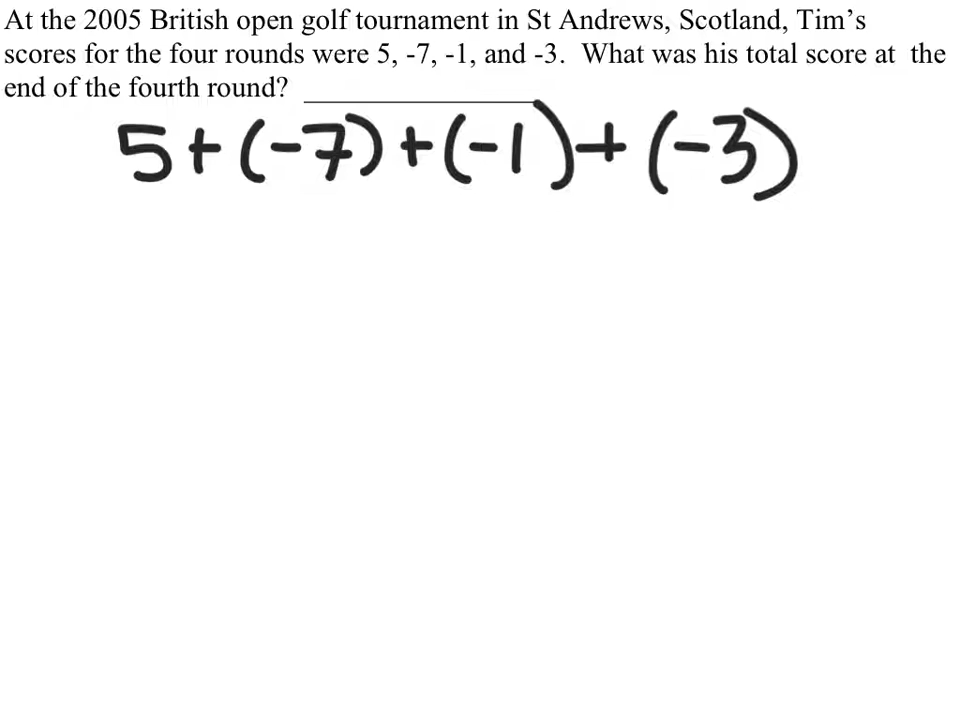 At the 2005 British open golf tournament in St Andrews, Scotland, Tim’s
scores for the four rounds were 5, -7, -1, and -3.  What was his total score at  the
end of the fourth round? ________________
5+(-7)+(-1)+(-3)